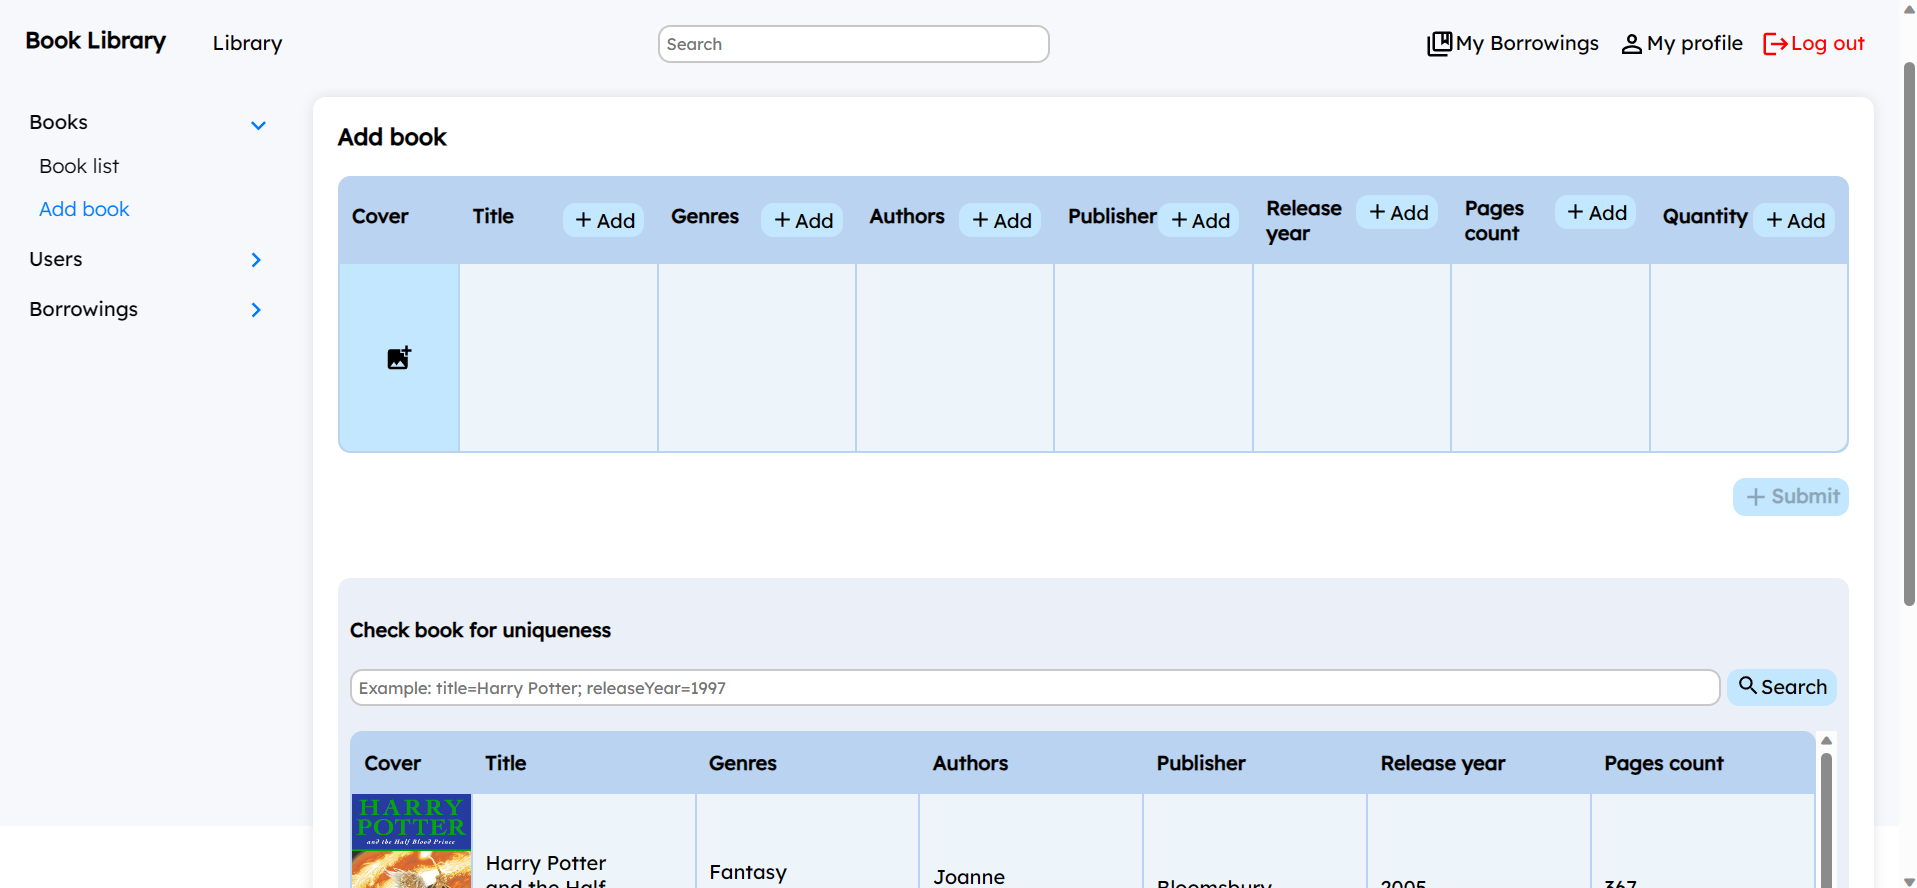 Book Library
Library
Search
My Borrowings
My profile
Log out
Books
Book list
Add book
Users
Borrowings
Add book
Cover
Title
+ Add
Genres
+ Add
Authors
+ Add
Publisher
+ Add
Release
year
+ Add
Pages
count
+ Add
Quantity
+ Add
+ Submit
Check book for uniqueness
Example: title=Harry Potter; releaseYear=1997
Search
Cover
Title
Genres
Authors
Publisher
Release year
Pages count
HARRY
POTTER
and the Half Blood Prince
Harry Potter
and the Half
Fantasy
Joanne
Bloomsbury
2005
367